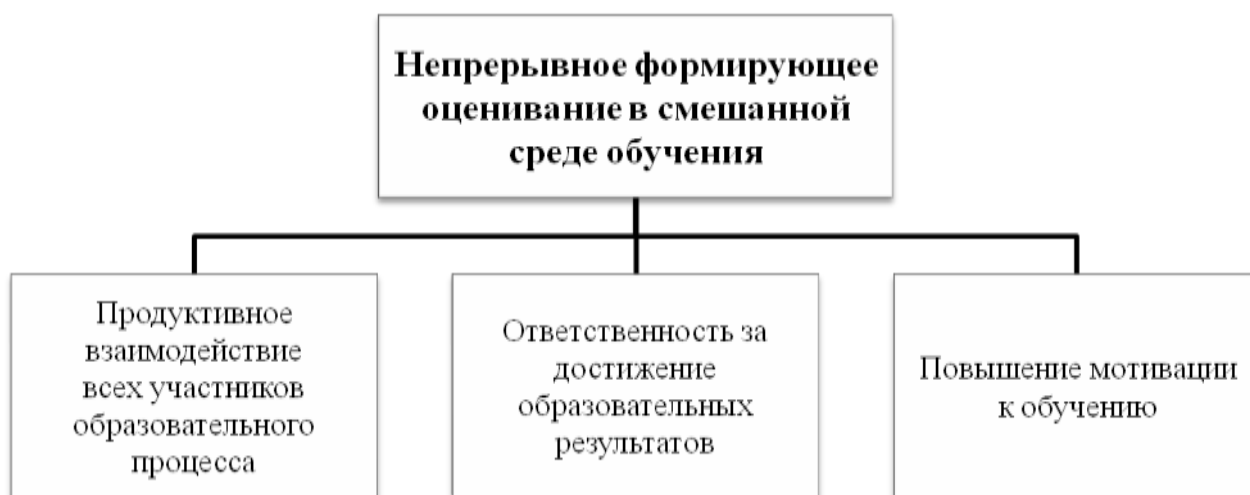 Непрерывное формирующее
оценивание в смешанной
среде обучения
Продуктивное
взаимодействие
всех участников
образовательного
процесса
Ответственность за
достижение
образовательных
результатов
Повышение мотивации
к обучению